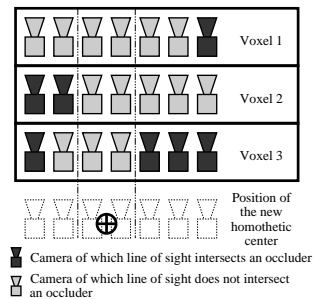 Voxel 1
Voxel 2
Voxel 3
Position of
the new
homothetic
center
Camera of which line of sight intersects an occluder
Camera of which line of sight does not intersect
an occluder